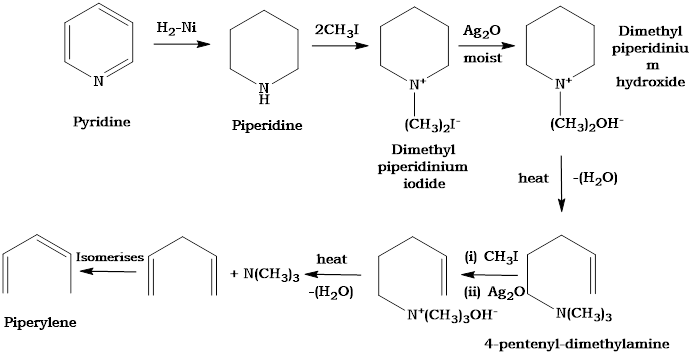 H₂-Ni
N
Pyridine
N
H
Piperidine
2CH₃I
N⁺
(CH₃)₂I⁻
Dimethyl
piperidinium
iodide
Ag₂O
moist
N⁺
(CH₃)₂OH⁻
Dimethyl
piperidiniu
m
hydroxide
heat -(H₂O)
N(CH₃)₃
4-pentenyl-dimethylamine
(i) CH₃I
(ii) Ag₂O
N⁺(CH₃)₃OH⁻
heat
-(H₂O)
+ N(CH₃)₃
Isomerises
Piperylene